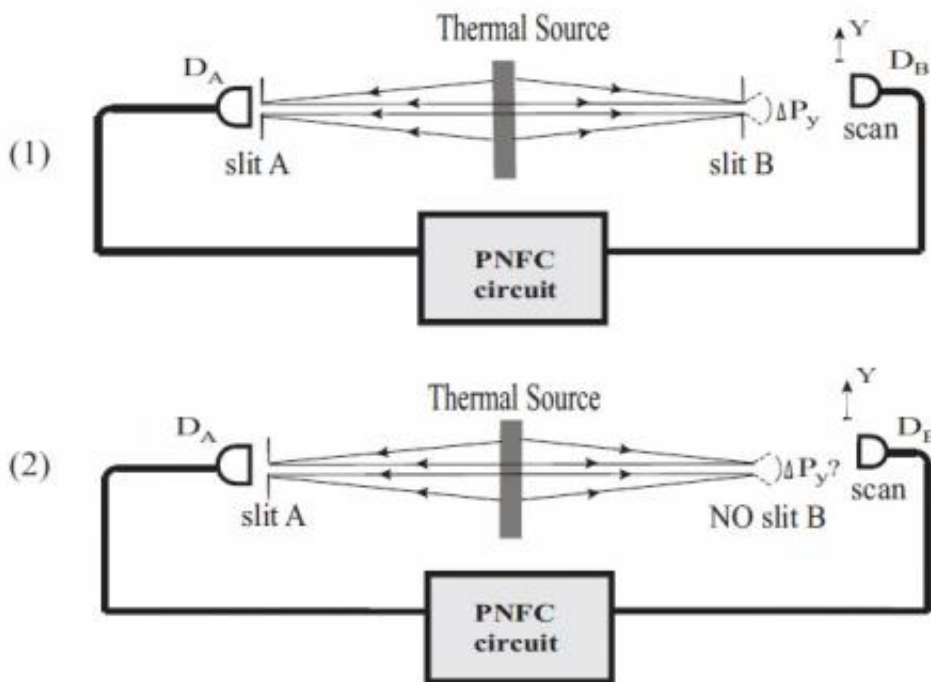 Thermal Source
Y
D_A
D_B
ΔP_y
scan
(1)
slit A
slit B
PNFC
circuit
Thermal Source
Y
D_A
D_B
(2)
ΔP_y?
scan
slit A
NO slit B
PNFC
circuit